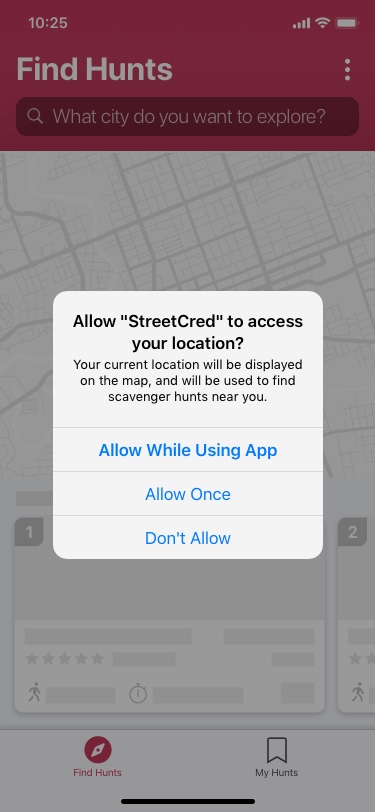 10:25
Find Hunts
What city do you want to explore?
Allow "StreetCred" to access
your location?
Your current location will be displayed
on the map, and will be used to find
scavenger hunts near you.
Allow While Using App
Allow Once
Don't Allow
1
2
Find Hunts
My Hunts